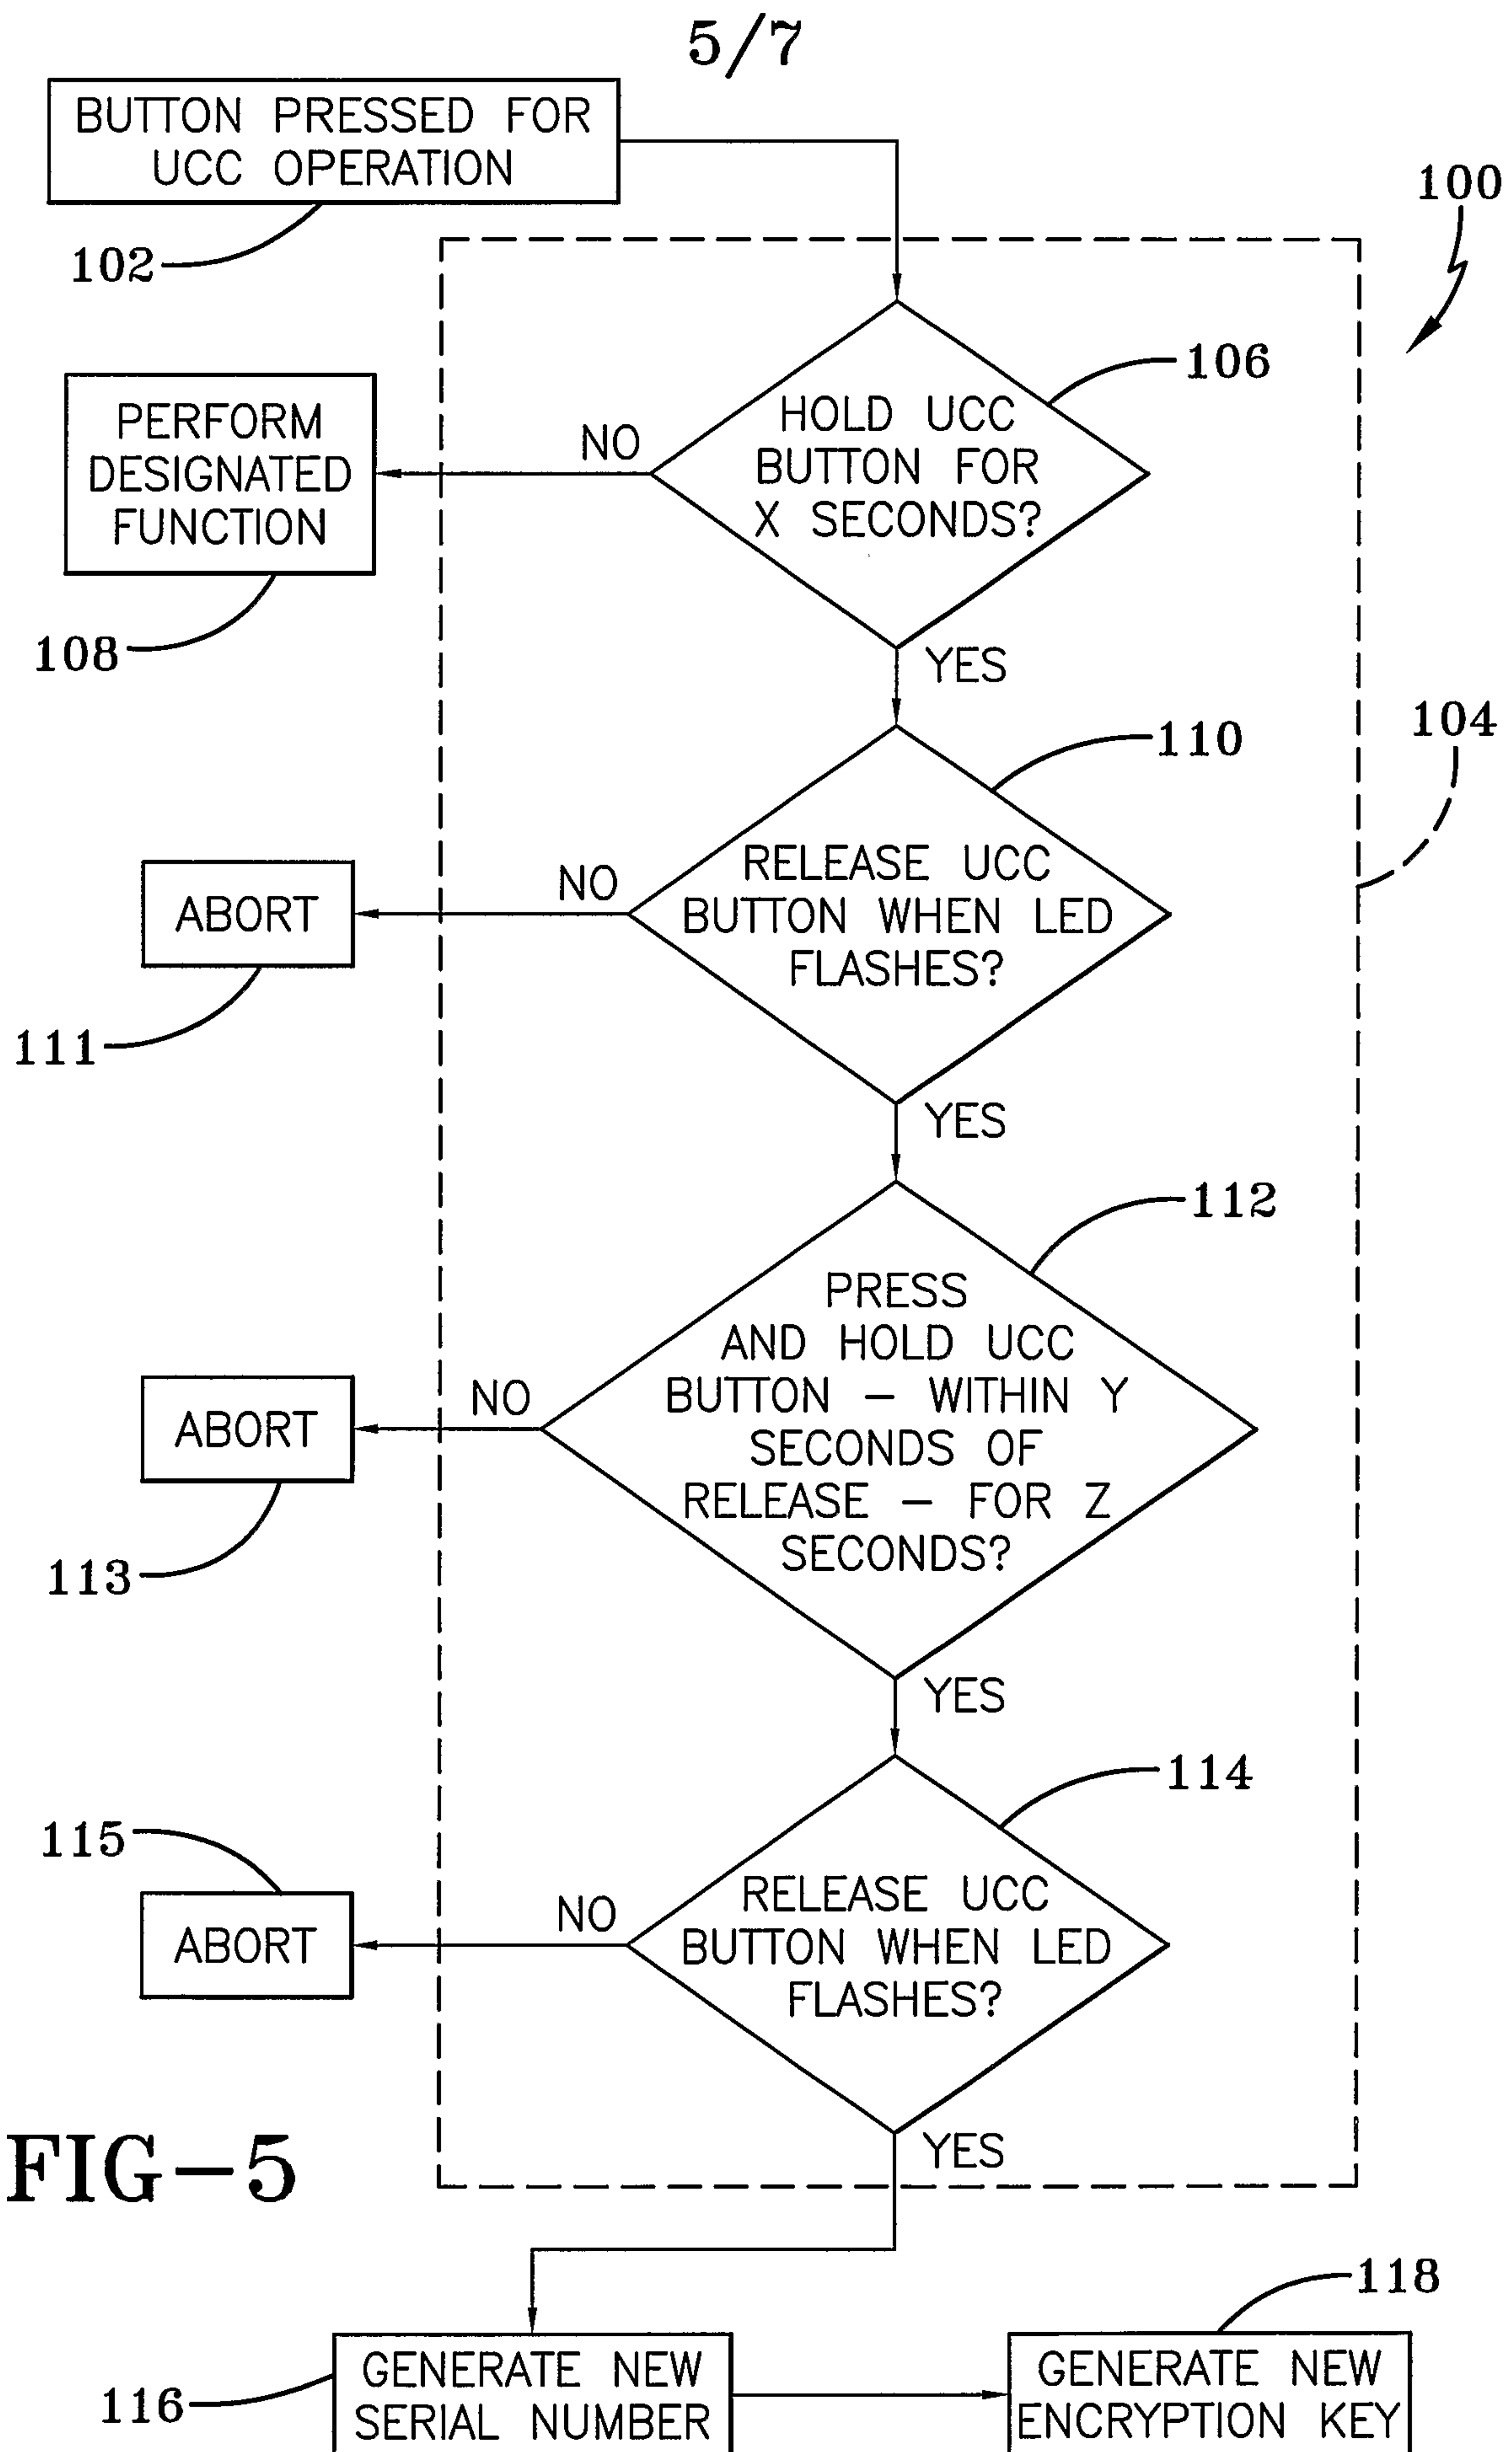 5/7
BUTTON PRESSED FOR
UCC OPERATION
102
100
106
HOLD UCC
BUTTON FOR
X SECONDS?
NO
PERFORM
DESIGNATED
FUNCTION
108
YES
104
110
RELEASE UCC
BUTTON WHEN LED
FLASHES?
NO
ABORT
111
YES
112
PRESS
AND HOLD UCC
BUTTON – WITHIN Y
SECONDS OF
RELEASE – FOR Z
SECONDS?
NO
ABORT
113
YES
114
RELEASE UCC
BUTTON WHEN LED
FLASHES?
NO
115
ABORT
YES
FIG-5
116
GENERATE NEW
SERIAL NUMBER
118
GENERATE NEW
ENCRYPTION KEY